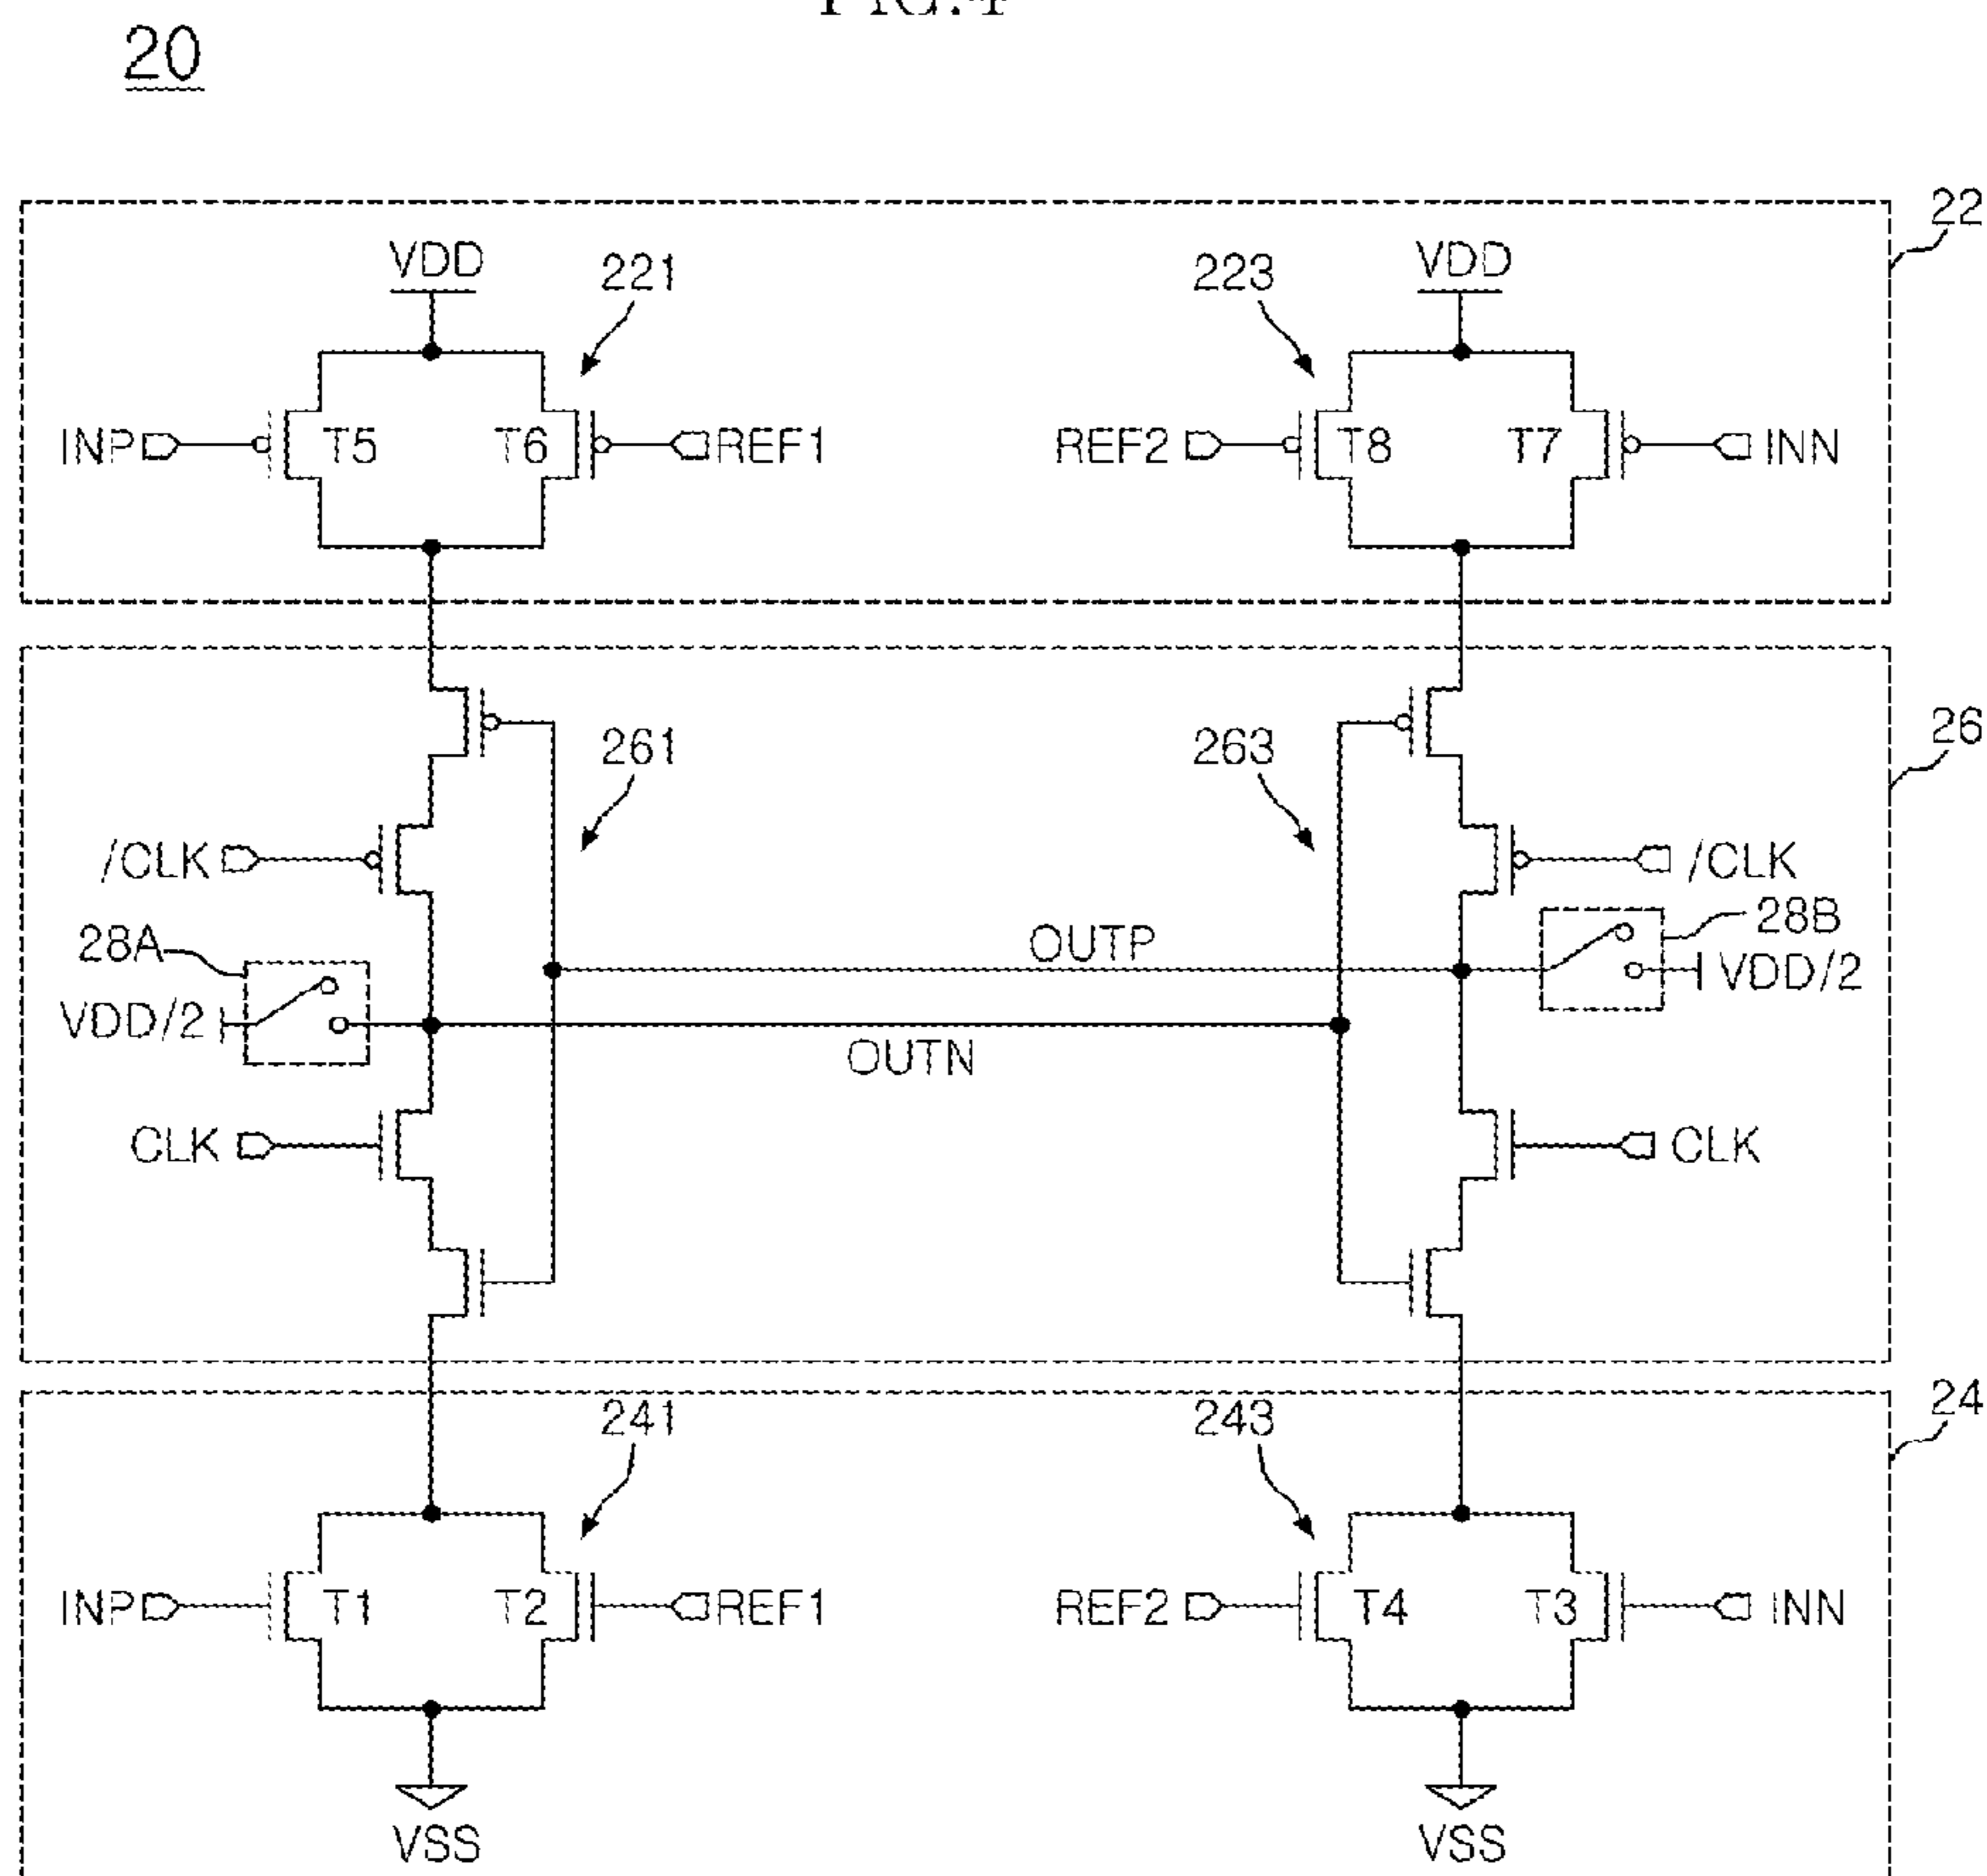 FIG.4
20
22
VDD 221 223 VDD
INP T5 T6 REF1 REF2 T8 T7 INN
26
261 263
/CLK /CLK
28A OUTP 28B
VDD/2 VDD/2
OUTN
CLK CLK
24
241 243
INP T1 T2 REF1 REF2 T4 T3 INN
VSS VSS